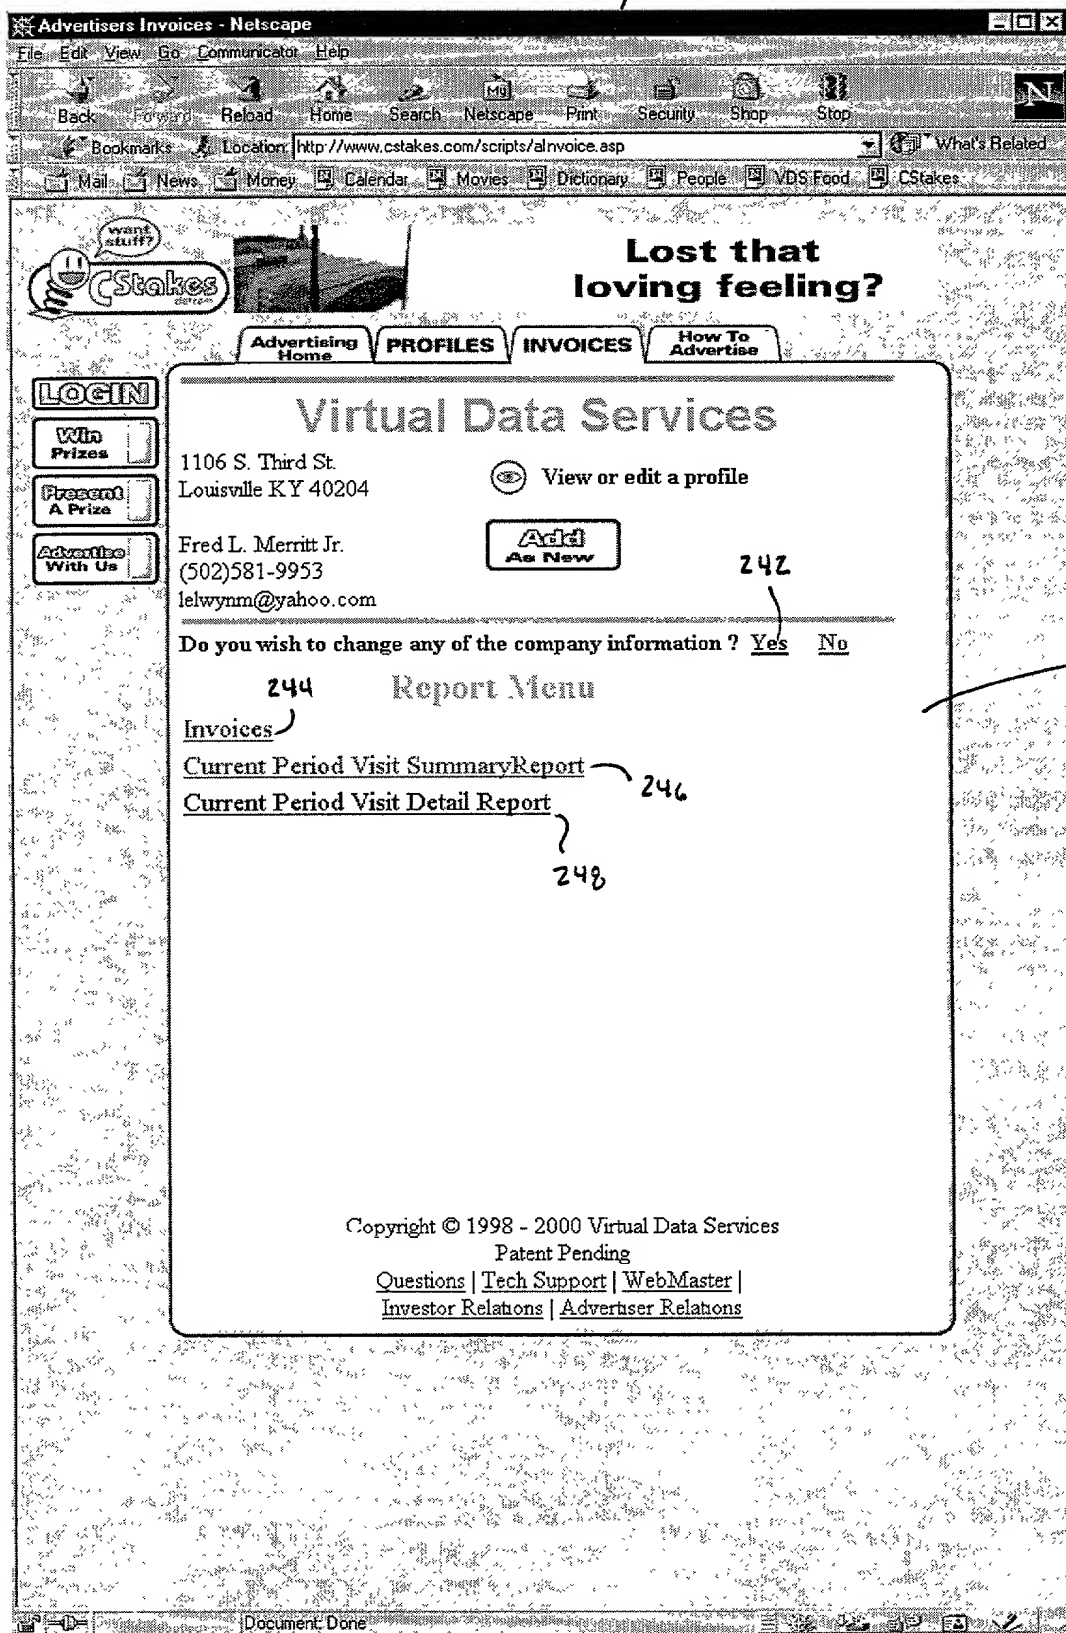 Advertisers Invoices - Netscape
File Edit View Go Communicator Help
Back Forward Reload Home Search Netscape Print Security Shop Stop
N
Bookmarks Location: http://www.cstakes.com/scripts/aInvoice.asp What's Related
Mail News Money Calendar Movies Dictionary People VDS Food CStakes
want stuff?
CStakes
Lost that
loving feeling?
Advertising Home PROFILES INVOICES How To Advertise
LOGIN
Win Prizes
Present A Prize
Advertise With Us
Virtual Data Services
1106 S. Third St.
Louisville KY 40204
View or edit a profile
Fred L. Merritt Jr.
(502)581-9953
lelwynm@yahoo.com
Add As New
242
Do you wish to change any of the company information ? Yes No
244
Report Menu
Invoices
Current Period Visit SummaryReport
246
Current Period Visit Detail Report
248
Copyright © 1998 - 2000 Virtual Data Services
Patent Pending
Questions | Tech Support | WebMaster |
Investor Relations | Advertiser Relations
Document: Done